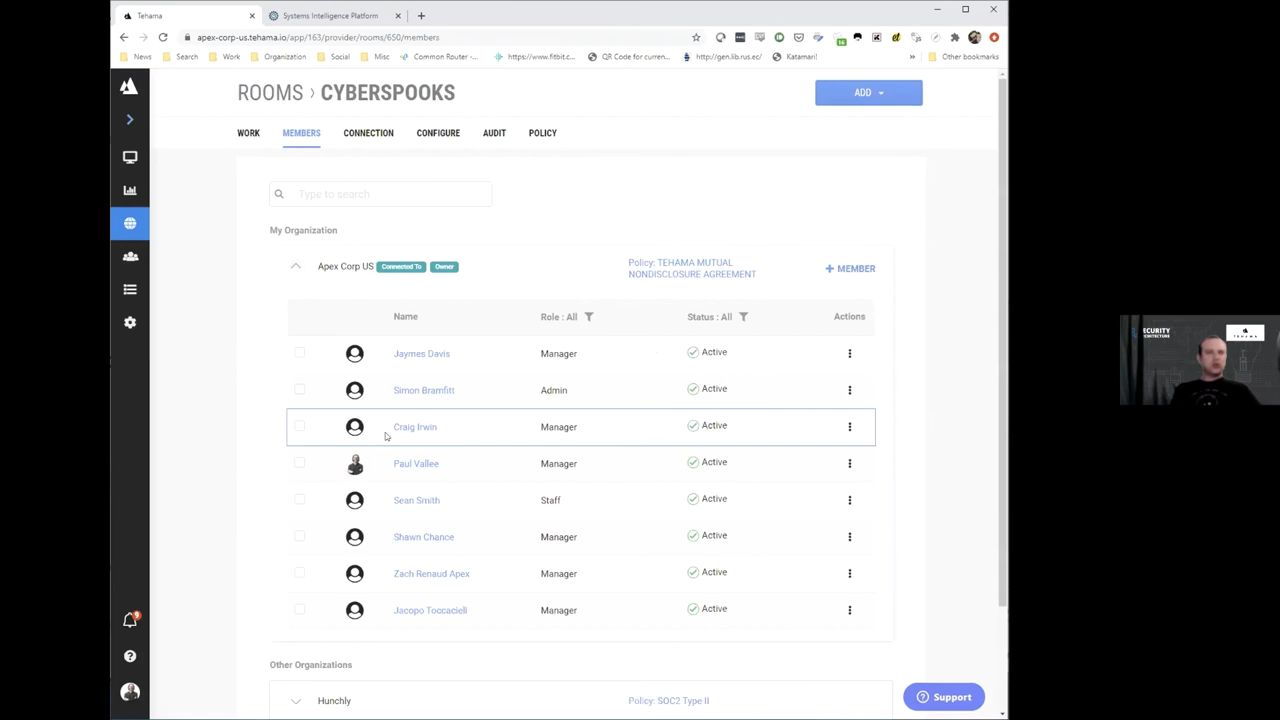 Tehama
Systems Intelligence Platform
apex-corp-us.tehama.io/app/163/provider/rooms/650/members
16
News
Search
Work
Organization
Social
Misc
Common Router -...
https://www.fitbit.c...
QR Code for curren...
http://gen.lib.rus.ec/
Katamari!
»
Other bookmarks
ROOMS › CYBERSPOOKS
ADD
WORK
MEMBERS
CONNECTION
CONFIGURE
AUDIT
POLICY
Type to search
My Organization
Apex Corp US Connected To Owner
Policy: TEHAMA MUTUAL
NONDISCLOSURE AGREEMENT
+ MEMBER
Name Role : All Status : All Actions
Jaymes Davis Manager Active
Simon Bramfitt Admin Active
Craig Irwin Manager Active
Paul Vallee Manager Active
Sean Smith Staff Active
Shawn Chance Manager Active
Zach Renaud Apex Manager Active
Jacopo Toccacieli Manager Active
Other Organizations
Hunchly Policy: SOC2 Type II
9
Support
TEHAMA